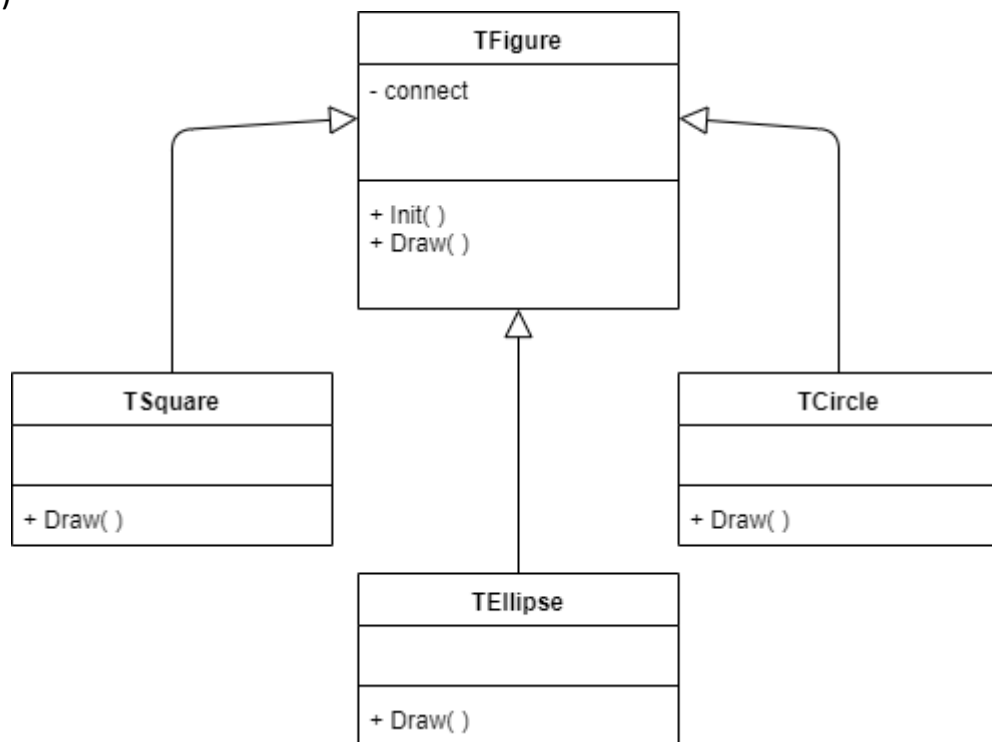 )
TFigure
- connect
+ Init( )
+ Draw( )
TSquare
+ Draw( )
TCircle
+ Draw( )
TEllipse
+ Draw( )